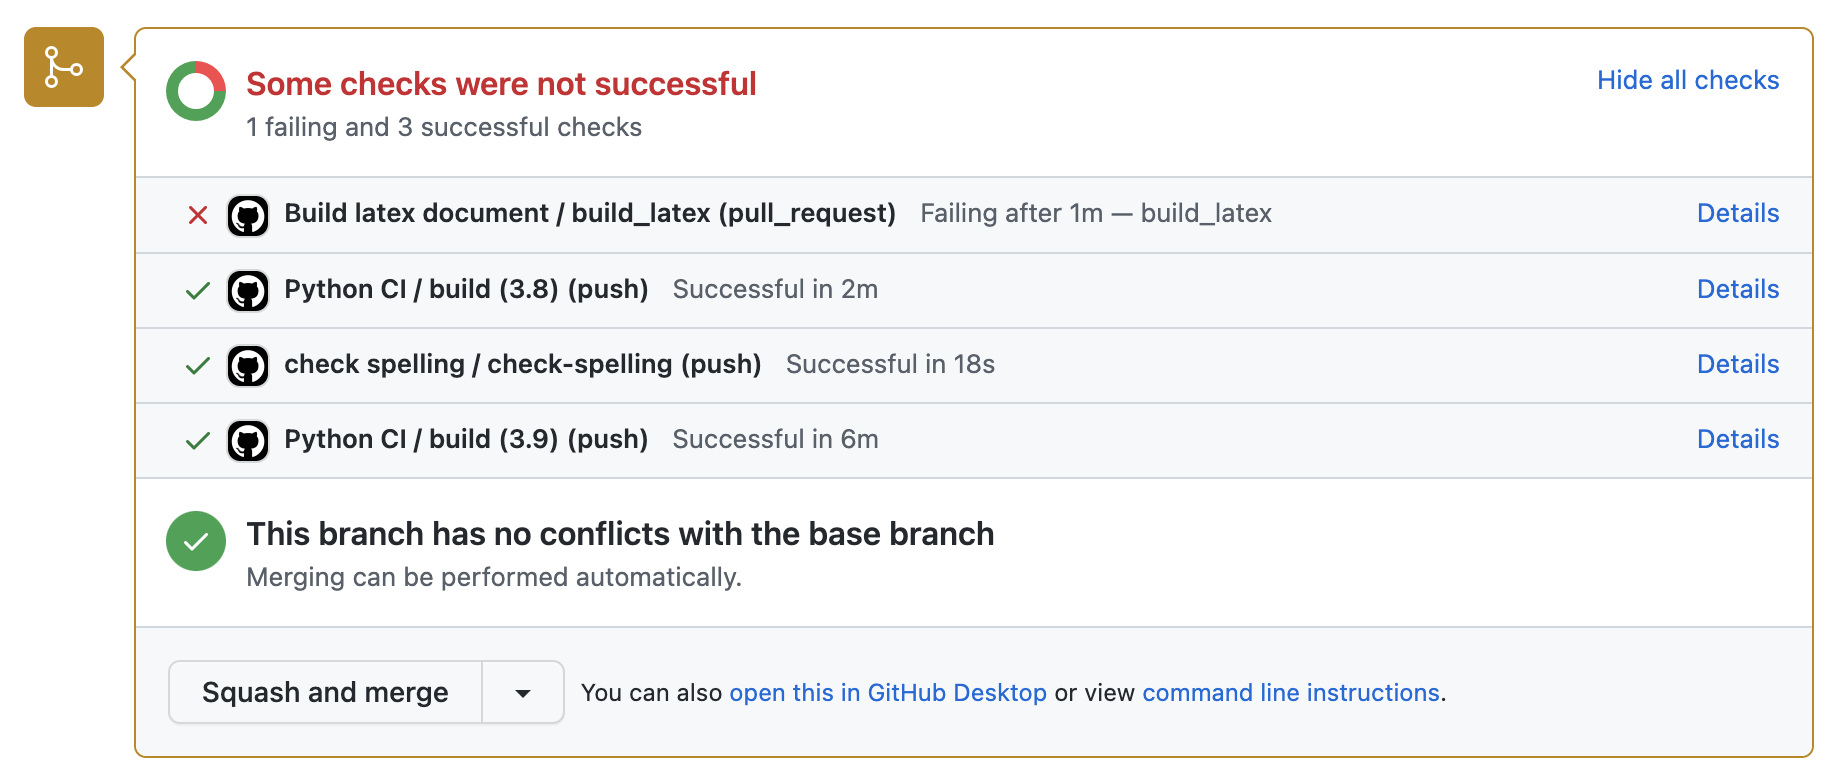 Some checks were not successful
Hide all checks
1 failing and 3 successful checks
Build latex document / build_latex (pull_request) Failing after 1m — build_latex Details
Python CI / build (3.8) (push) Successful in 2m Details
check spelling / check-spelling (push) Successful in 18s Details
Python CI / build (3.9) (push) Successful in 6m Details
This branch has no conflicts with the base branch
Merging can be performed automatically.
Squash and merge You can also open this in GitHub Desktop or view command line instructions.